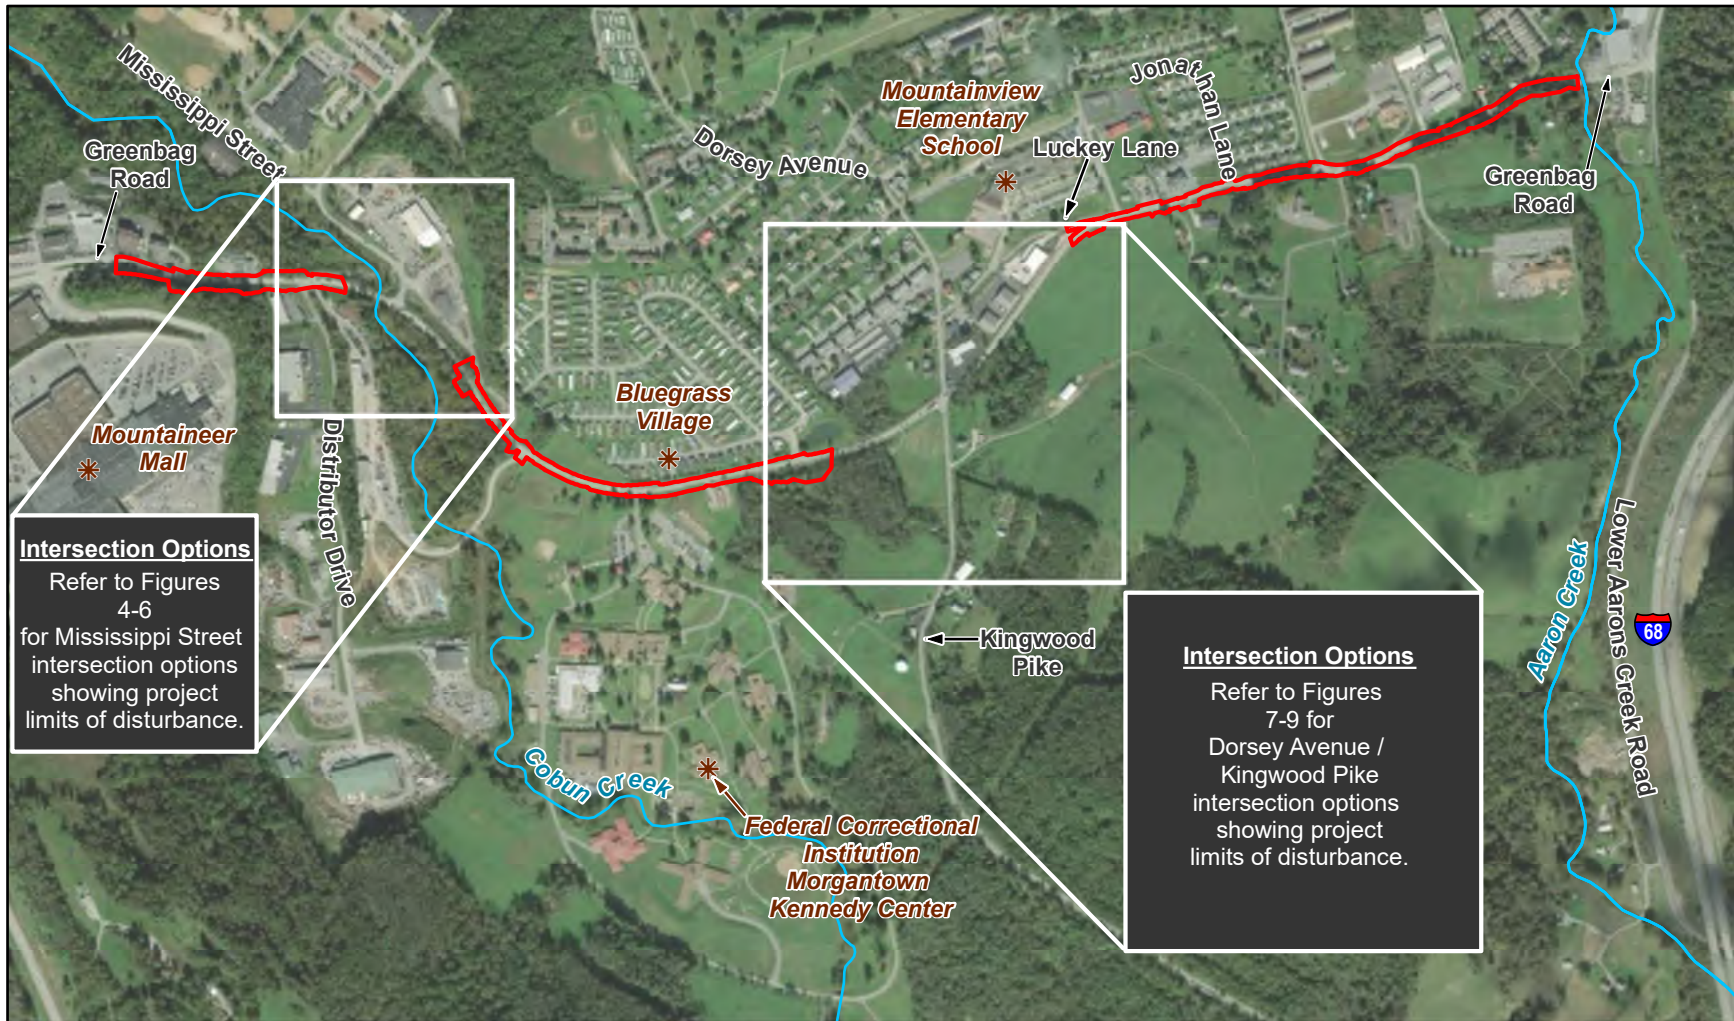 Mississippi Street
Greenbag
Road
Dorsey Avenue
Mountainview
Elementary
School
Luckey Lane
Jonathan Lane
Greenbag
Road
Mountaineer
Mall
Distributor Drive
Bluegrass
Village
Intersection Options
Refer to Figures
4-6
for Mississippi Street
intersection options
showing project
limits of disturbance.
Kingwood
Pike
Cobun Creek
Federal Correctional
Institution
Morgantown
Kennedy Center
Intersection Options
Refer to Figures
7-9 for
Dorsey Avenue /
Kingwood Pike
intersection options
showing project
limits of disturbance.
Aaron Creek
Lower Aarons Creek Road
68